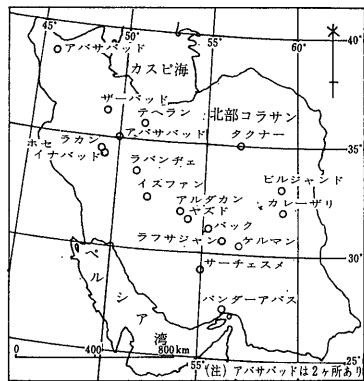 45° 50° 55° 60° 40°
アバサバッド
カスピ海
ザーバッド
テヘラン
北部コラサン
アバサバッド
タクナー
35°
ホセイナバッド
ラカン
ラバンヂェ
ビルジャンド
イズファン
カレーザリ
アルダカン
ヤズド
バック
ラフサジャン
ケルマン
30°
サーチェスメ
ペルシア湾
バンダーアバス
0 400 800km
25°
55° 60°
(注) アバサバッドは2ヶ所あり